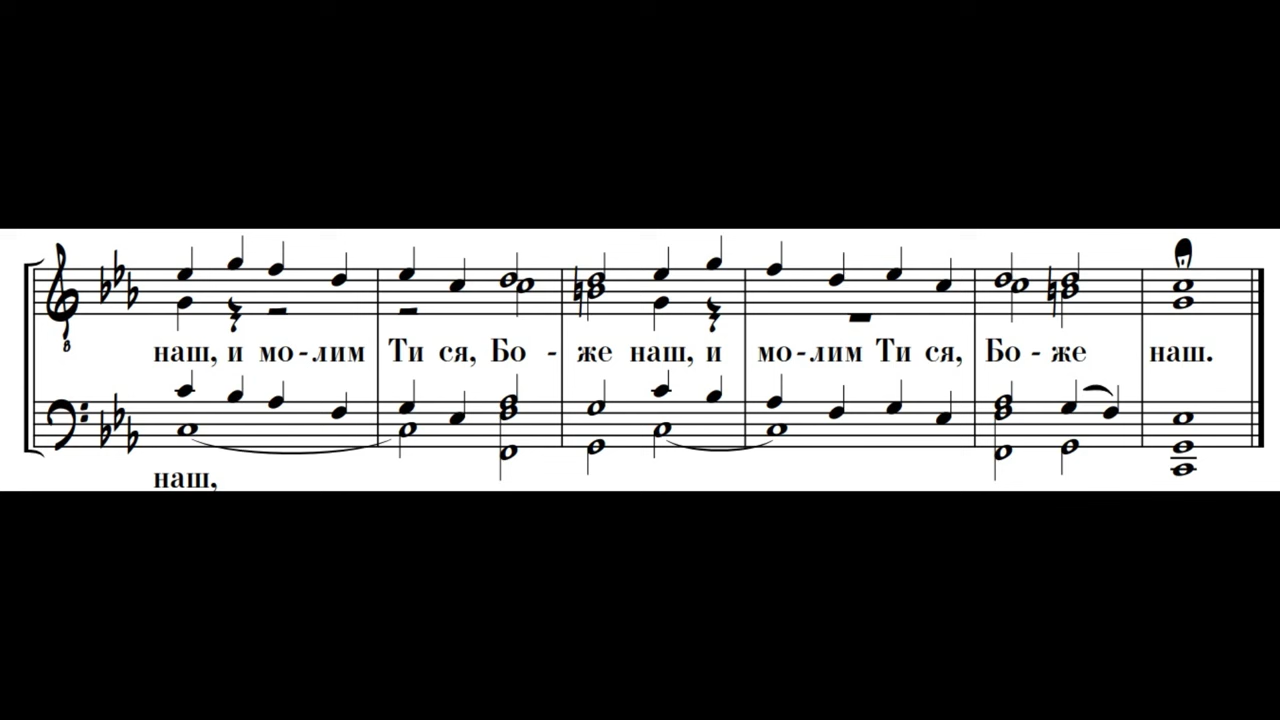 наш, и мо - лим Ти ся, Бо - же наш, и мо - лим Ти ся, Бо - же наш.
наш,